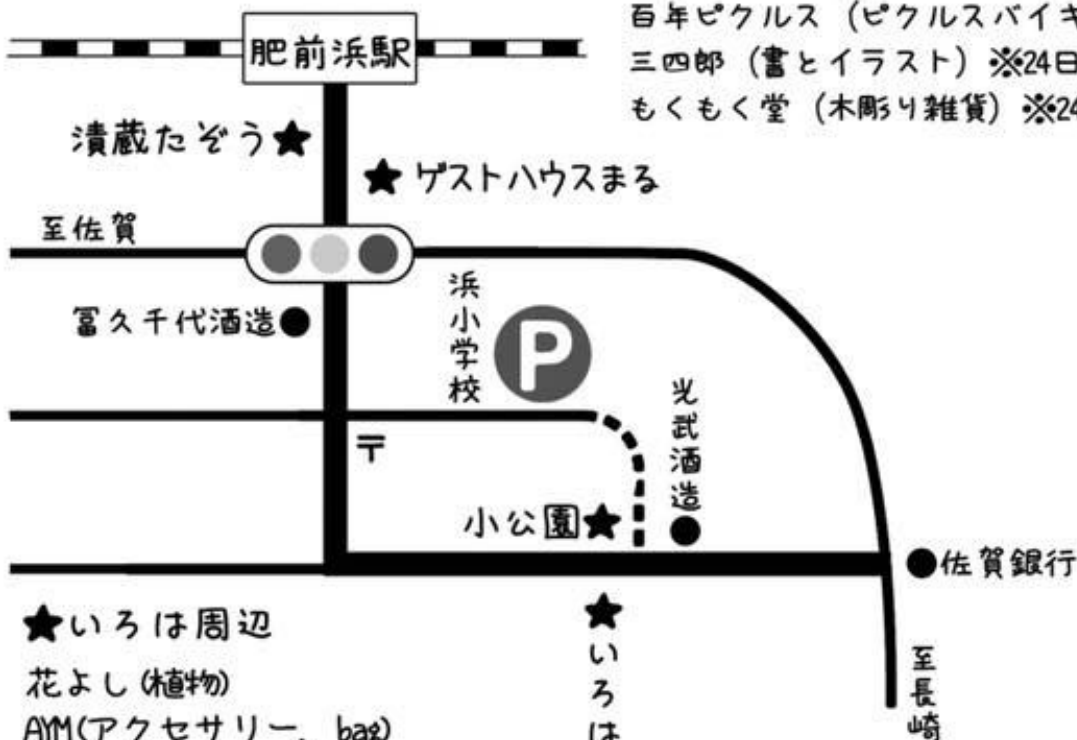 百年ピクルス (ピクルスバイキ
三四郎 (書とイラスト) ※24日
もくもく堂 (木彫り雑貨) ※24
肥前浜駅
漬蔵たぞう★
★ ゲストハウスまる
至佐賀
冨久千代酒造●
浜小学校
P
光武酒造
〒
小公園★
●佐賀銀行
★いろは周辺
花よし(植物)
AYM(アクセサリー、bag)
★いろは
至長崎